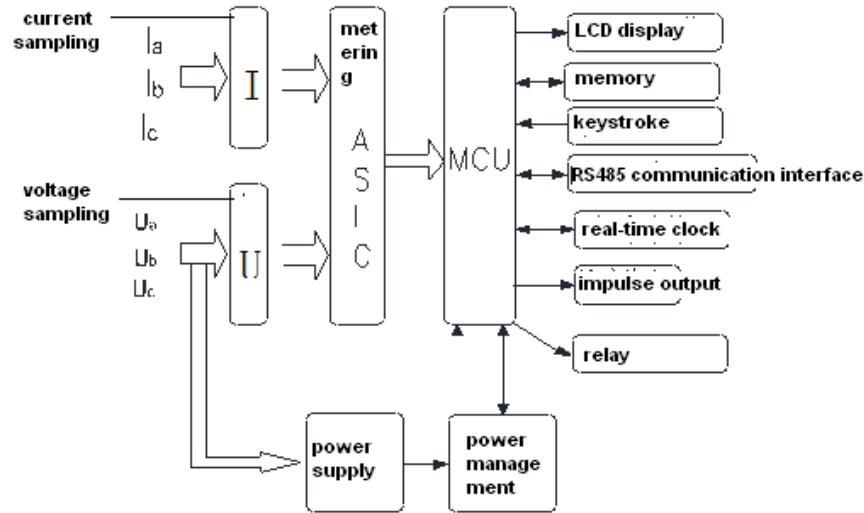 current
sampling
Ia
Ib
Ic
I
voltage
sampling
Ua
Ub
Uc
U
met
erin
g
A
S
I
C
MCU
LCD display
memory
keystroke
RS485 communication interface
real-time clock
impulse output
relay
power
supply
power
manage
ment